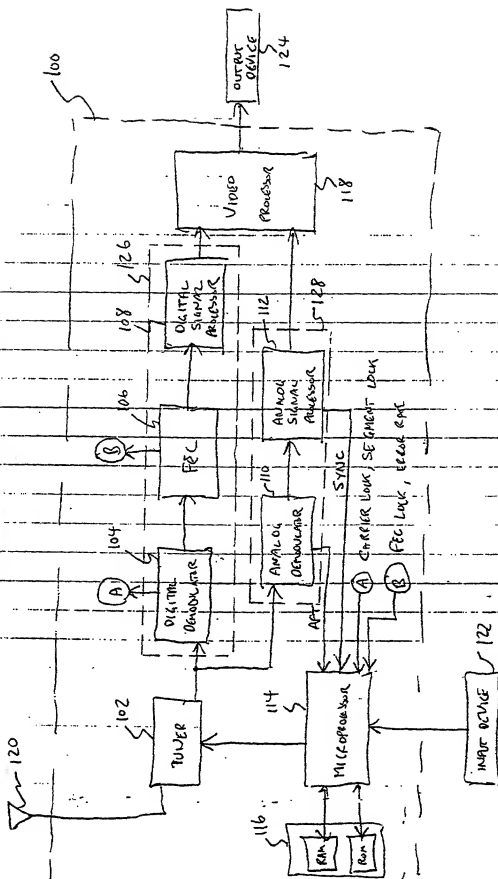 100
120
OUTPUT
DEVICE
124
VIDEO
PROCESSOR
118
126
108
DIGITAL
SIGNAL
PROCESSOR
106
FEC
B
104
DIGITAL
DEMODULATOR
A
102
TUNER
110
ANALOG
DEMODULATOR
112
ANALOG
SIGNAL
PROCESSOR
128
AFT
SYNC
A CARRIER LOCK, SEGMENT LOCK
B FEC LOCK, ERROR RATE
114
MICROPROCESSOR
116
RAM
ROM
122
INPUT DEVICE